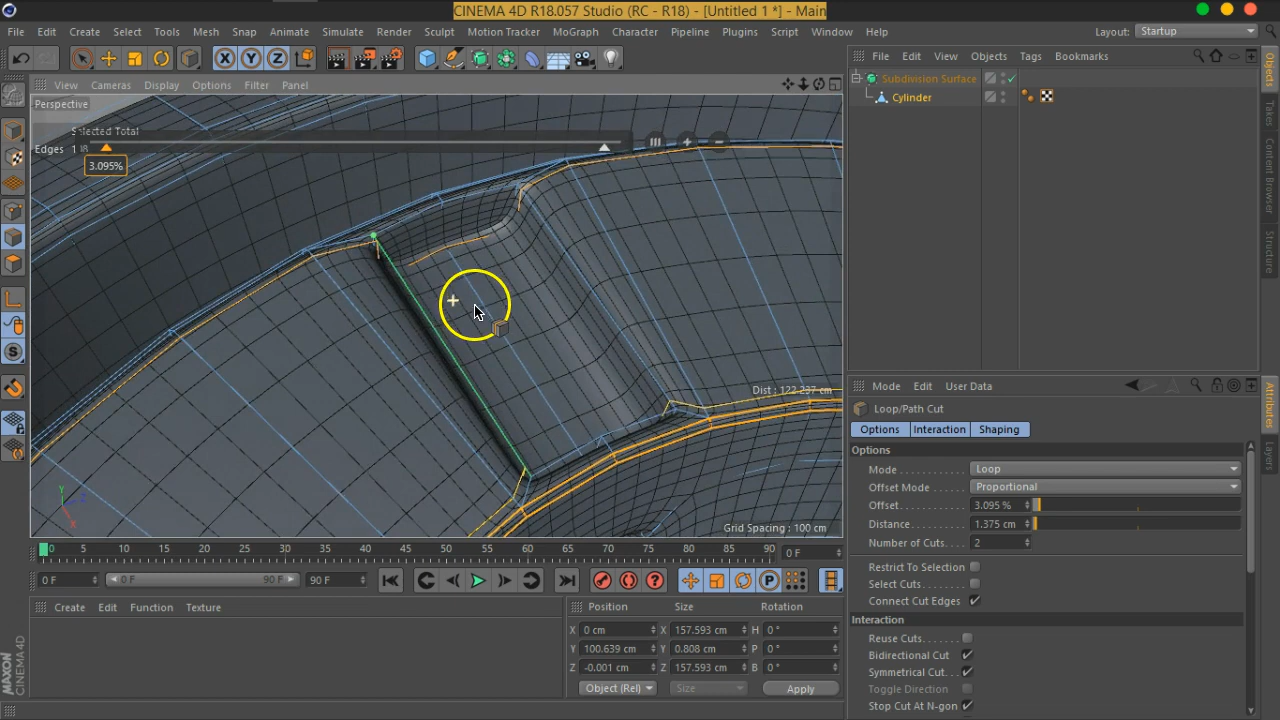 CINEMA 4D R18.057 Studio (RC - R18) - [Untitled 1 *] - Main
File Edit Create Select Tools Mesh Snap Animate Simulate Render Sculpt Motion Tracker MoGraph Character Pipeline Plugins Script Window Help
Layout: Startup
X Y Z
File Edit View Objects Tags Bookmarks
Subdivision Surface
Cylinder
View Cameras Display Options Filter Panel
Perspective
Selected Total
Edges 118
3.095%
Dist : 122.237 cm
Grid Spacing : 100 cm
Y
Z
X
Objects
Takes
Content Browser
Structure
Mode Edit User Data
Loop/Path Cut
Options Interaction Shaping
Options
Mode Loop
Offset Mode Proportional
Offset 3.095 %
Distance 1.375 cm
Number of Cuts 2
Restrict To Selection
Select Cuts
Connect Cut Edges
Interaction
Reuse Cuts
Bidirectional Cut
Symmetrical Cut
Toggle Direction
Stop Cut At N-gon
Attributes
Layers
0 5 10 15 20 25 30 35 40 45 50 55 60 65 70 75 80 85 90 0 F
0 F 0 F 90 F 90 F
Create Edit Function Texture
Position Size Rotation
X 0 cm X 157.593 cm H 0 °
Y 100.639 cm Y 0.808 cm P 0 °
Z -0.001 cm Z 157.593 cm B 0 °
Object (Rel) Size Apply
MAXON
CINEMA 4D